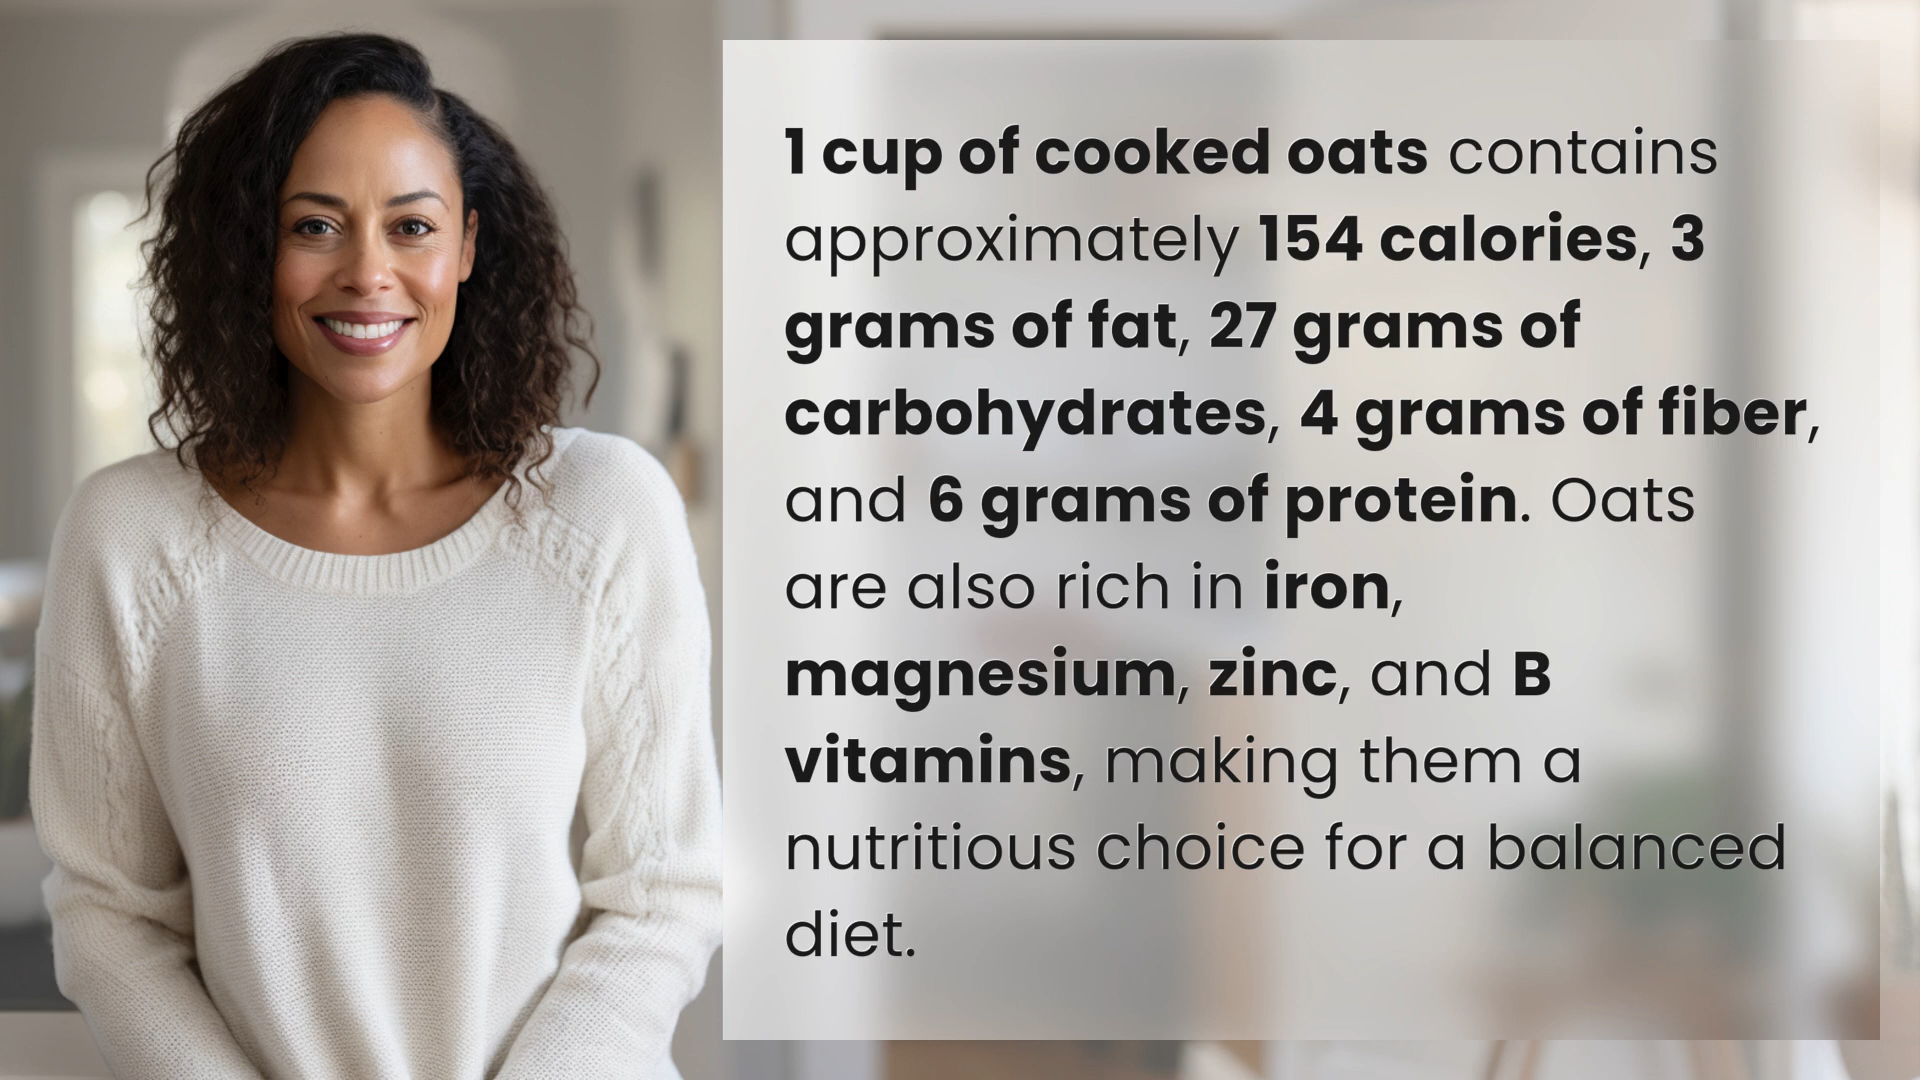 1 cup of cooked oats contains
approximately 154 calories, 3
grams of fat, 27 grams of
carbohydrates, 4 grams of fiber,
and 6 grams of protein. Oats
are also rich in iron,
magnesium, zinc, and B
vitamins, making them a
nutritious choice for a balanced
diet.